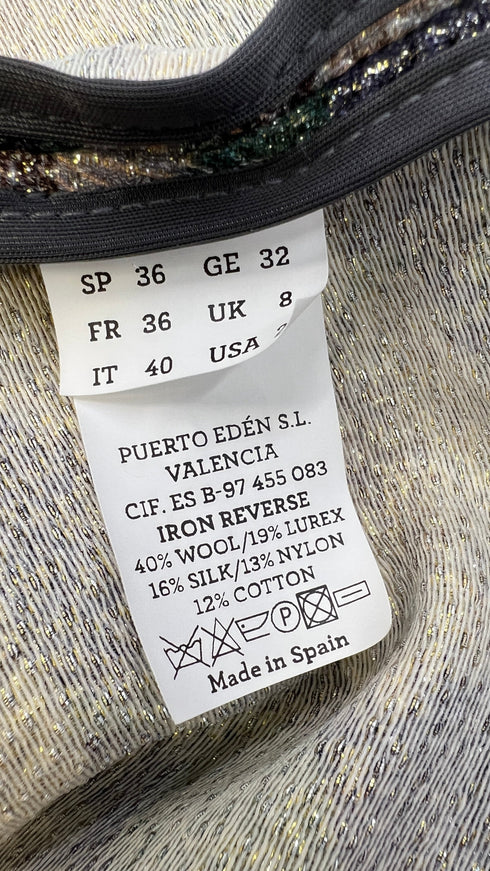 SP 36 GE 32
FR 36 UK 8
IT 40 USA
PUERTO EDÉN S.L.
VALENCIA
CIF. ES B-97 455 083
IRON REVERSE
40% WOOL/19% LUREX
16% SILK/13% NYLON
12% COTTON
P
Made in Spain